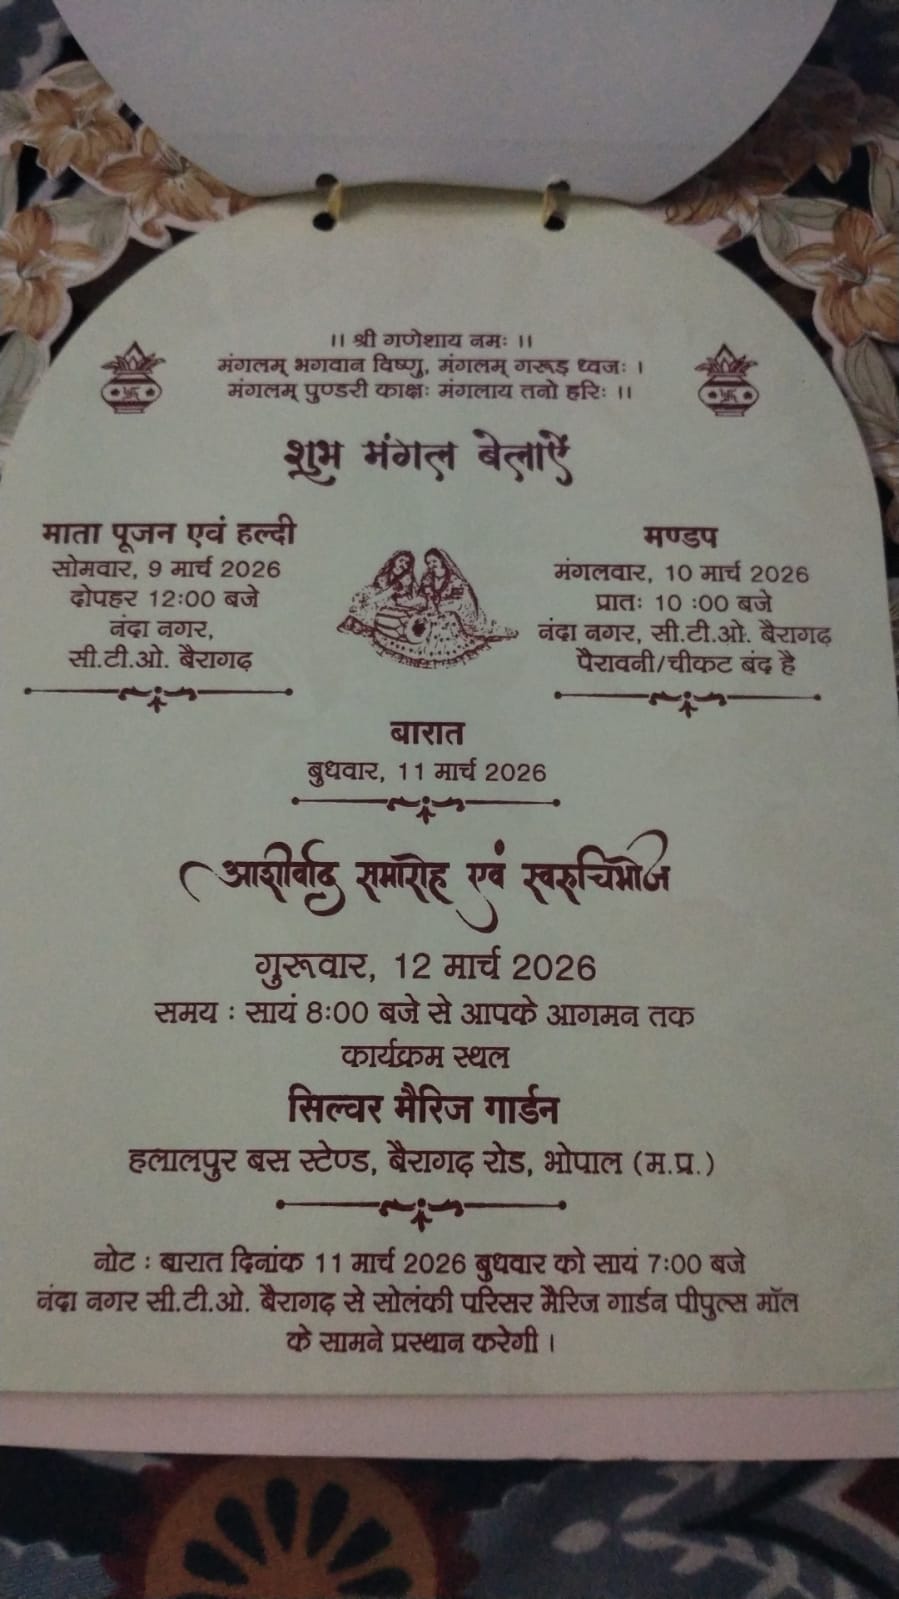 ।। श्री गणेशाय नमः ।।
मंगलम् भगवान विष्णु, मंगलम् गरूड़ ध्वजः ।
मंगलम् पुण्डरी काक्षः मंगलाय तनो हरिः ।।
शुभ मंगल बेलाऐं
माता पूजन एवं हल्दी
सोमवार, 9 मार्च 2026
दोपहर 12:00 बजे
नंदा नगर,
सी.टी.ओ. बैरागढ़
मण्डप
मंगलवार, 10 मार्च 2026
प्रातः 10 :00 बजे
नंदा नगर, सी.टी.ओ. बैरागढ़
पैरावनी/चीकट बंद है
बारात
बुधवार, 11 मार्च 2026
आशीर्वाद समारोह एवं स्वरुचिभोज
गुरूवार, 12 मार्च 2026
समय : सायं 8:00 बजे से आपके आगमन तक
कार्यक्रम स्थल
सिल्वर मैरिज गार्डन
हलालपुर बस स्टेण्ड, बैरागढ़ रोड, भोपाल (म.प्र.)
नोट : बारात दिनांक 11 मार्च 2026 बुधवार को सायं 7:00 बजे
नंदा नगर सी.टी.ओ. बैरागढ़ से सोलंकी परिसर मैरिज गार्डन पीपुल्स मॉल
के सामने प्रस्थान करेगी ।